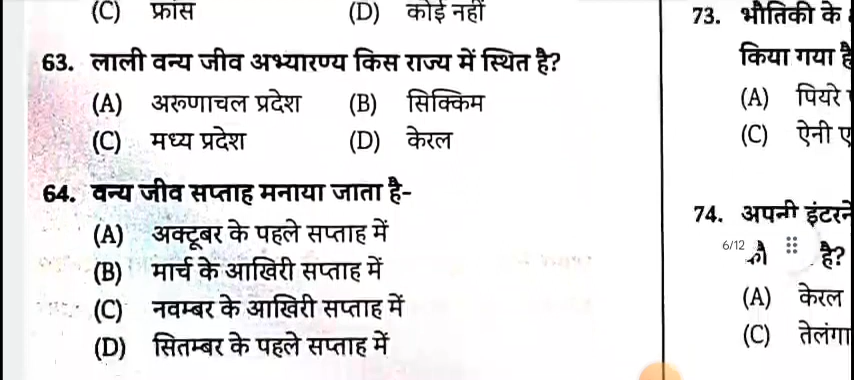 (C) फ्रांस (D) कोई नहीं
63. लाली वन्य जीव अभ्यारण्य किस राज्य में स्थित है?
(A) अरुणाचल प्रदेश (B) सिक्किम
(C) मध्य प्रदेश (D) केरल
64. वन्य जीव सप्ताह मनाया जाता है-
(A) अक्टूबर के पहले सप्ताह में
(B) मार्च के आखिरी सप्ताह में
(C) नवम्बर के आखिरी सप्ताह में
(D) सितम्बर के पहले सप्ताह में
73. भौतिकी के
किया गया है
(A) पियरे
(C) ऐनी
74. अपनी
6/12
है?
(A) केरल
(C)